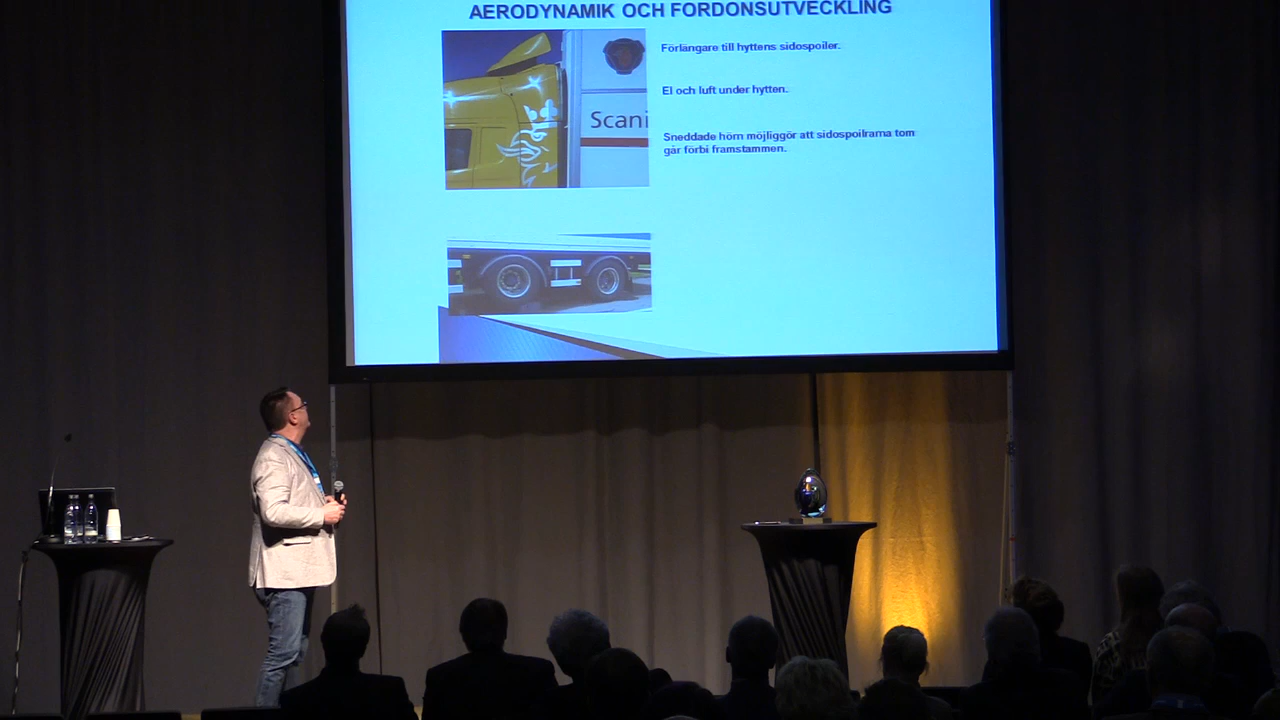 AERODYNAMIK OCH FORDONSUTVECKLING
Förlängare till hyttens sidospoiler.
El och luft under hytten.
Scani
Sneddade hörn möjliggör att sidospoilrarna tom
går förbi framstammen.